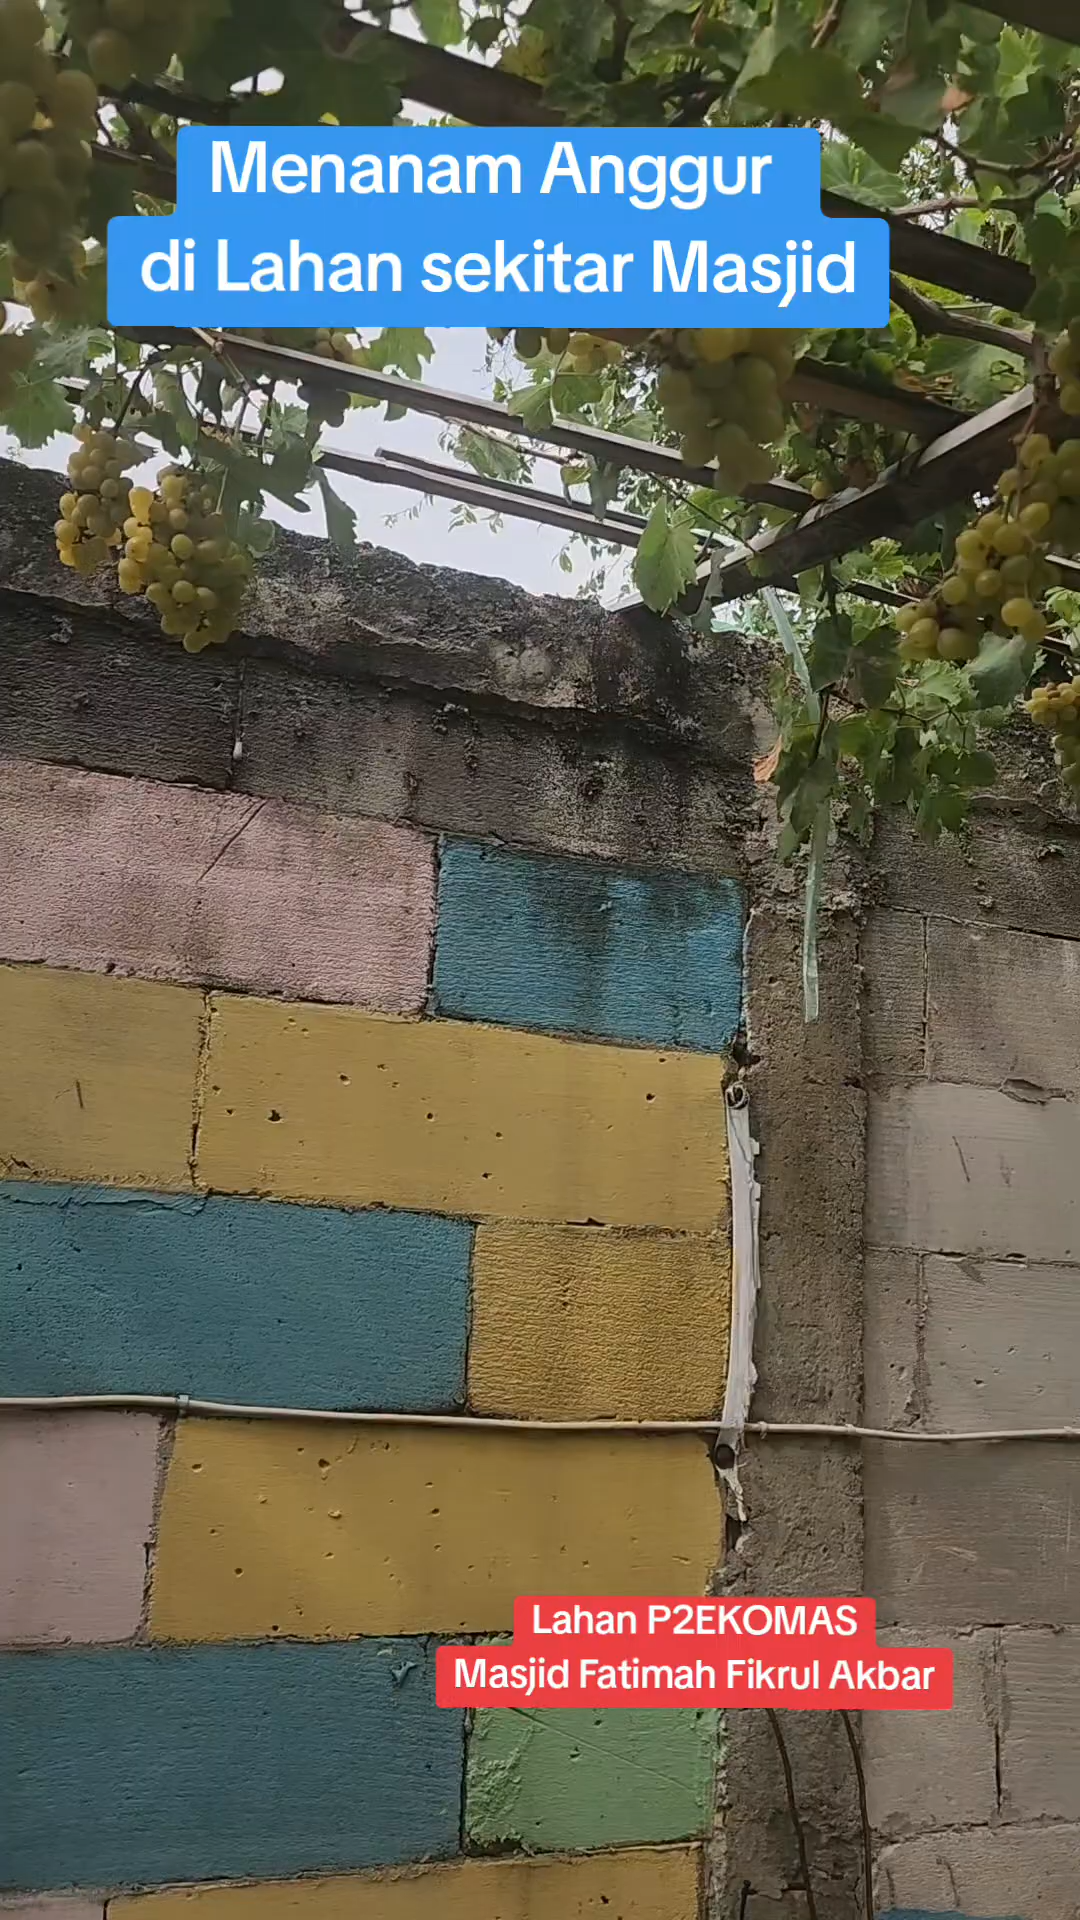 Menanam Anggur
di Lahan sekitar Masjid
Lahan P2EKOMAS
Masjid Fatimah Fikrul Akbar